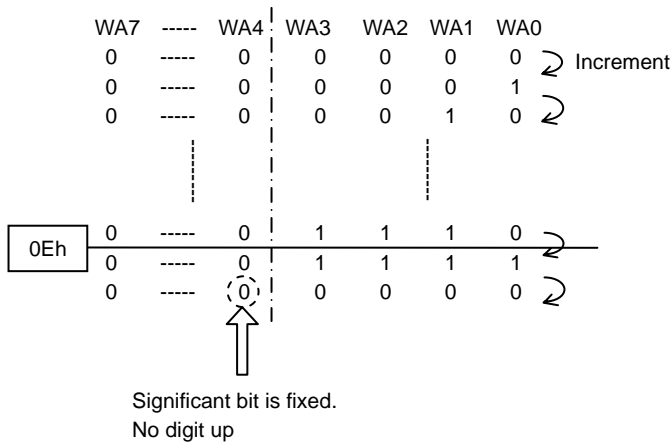 WA7 ----- WA4 WA3 WA2 WA1 WA0
0 ----- 0 0 0 0 0
Increment
0 ----- 0 0 0 0 1
0 ----- 0 0 0 1 0
0 ----- 0 1 1 1 0
0Eh
0 ----- 0 1 1 1 1
0 ----- 0 0 0 0 0
Significant bit is fixed.
No digit up